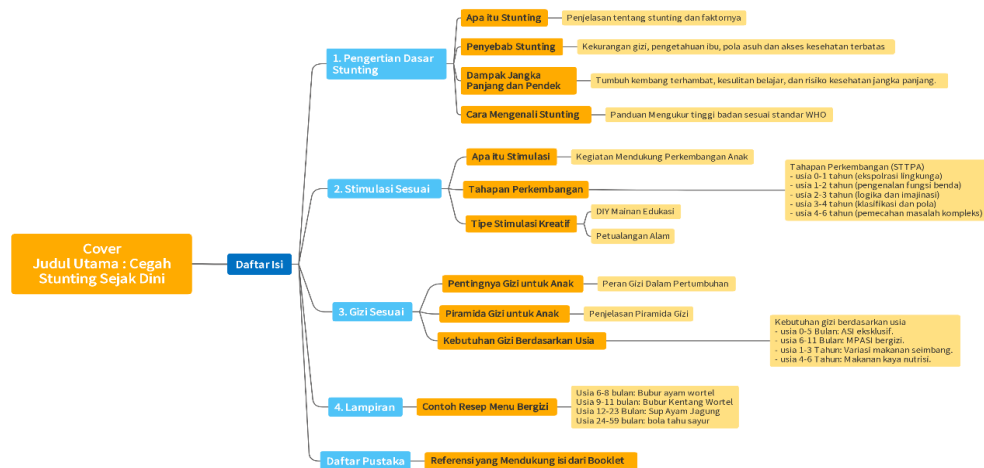 Cover
Judul Utama : Cegah
Stunting Sejak Dini
Daftar Isi
1. Pengertian Dasar
Stunting
Apa itu Stunting
Penjelasan tentang stunting dan faktornya
Penyebab Stunting
Kekurangan gizi, pengetahuan ibu, pola asuh dan akses kesehatan terbatas
Dampak Jangka
Panjang dan Pendek
Tumbuh kembang terhambat, kesulitan belajar, dan risiko kesehatan jangka panjang.
Cara Mengenali Stunting
Panduan Mengukur tinggi badan sesuai standar WHO
2. Stimulasi Sesuai
Apa itu Stimulasi
Kegiatan Mendukung Perkembangan Anak
Tahapan Perkembangan
Tahapan Perkembangan (STTPA)
- usia 0-1 tahun (ekspolrasi lingkunga)
- usia 1-2 tahun (pengenalan fungsi benda)
- usia 2-3 tahun (logika dan imajinasi)
- usia 3-4 tahun (klasifikasi dan pola)
- usia 4-6 tahun (pemecahan masalah kompleks)
Tipe Stimulasi Kreatif
DIY Mainan Edukasi
Petualangan Alam
3. Gizi Sesuai
Pentingnya Gizi untuk Anak
Peran Gizi Dalam Pertumbuhan
Piramida Gizi untuk Anak
Penjelasan Piramida Gizi
Kebutuhan Gizi Berdasarkan Usia
Kebutuhan gizi berdasarkan usia
- usia 0-5 Bulan: ASI eksklusif.
- usia 6-11 Bulan: MPASI bergizi.
- usia 1-3 Tahun: Variasi makanan seimbang.
- usia 4-6 Tahun: Makanan kaya nutrisi.
4. Lampiran
Contoh Resep Menu Bergizi
Usia 6-8 bulan: Bubur ayam wortel
Usia 9-11 bulan: Bubur Kentang Wortel
Usia 12-23 Bulan: Sup Ayam Jagung
Usia 24-59 bulan: bola tahu sayur
Daftar Pustaka
Referensi yang Mendukung isi dari Booklet